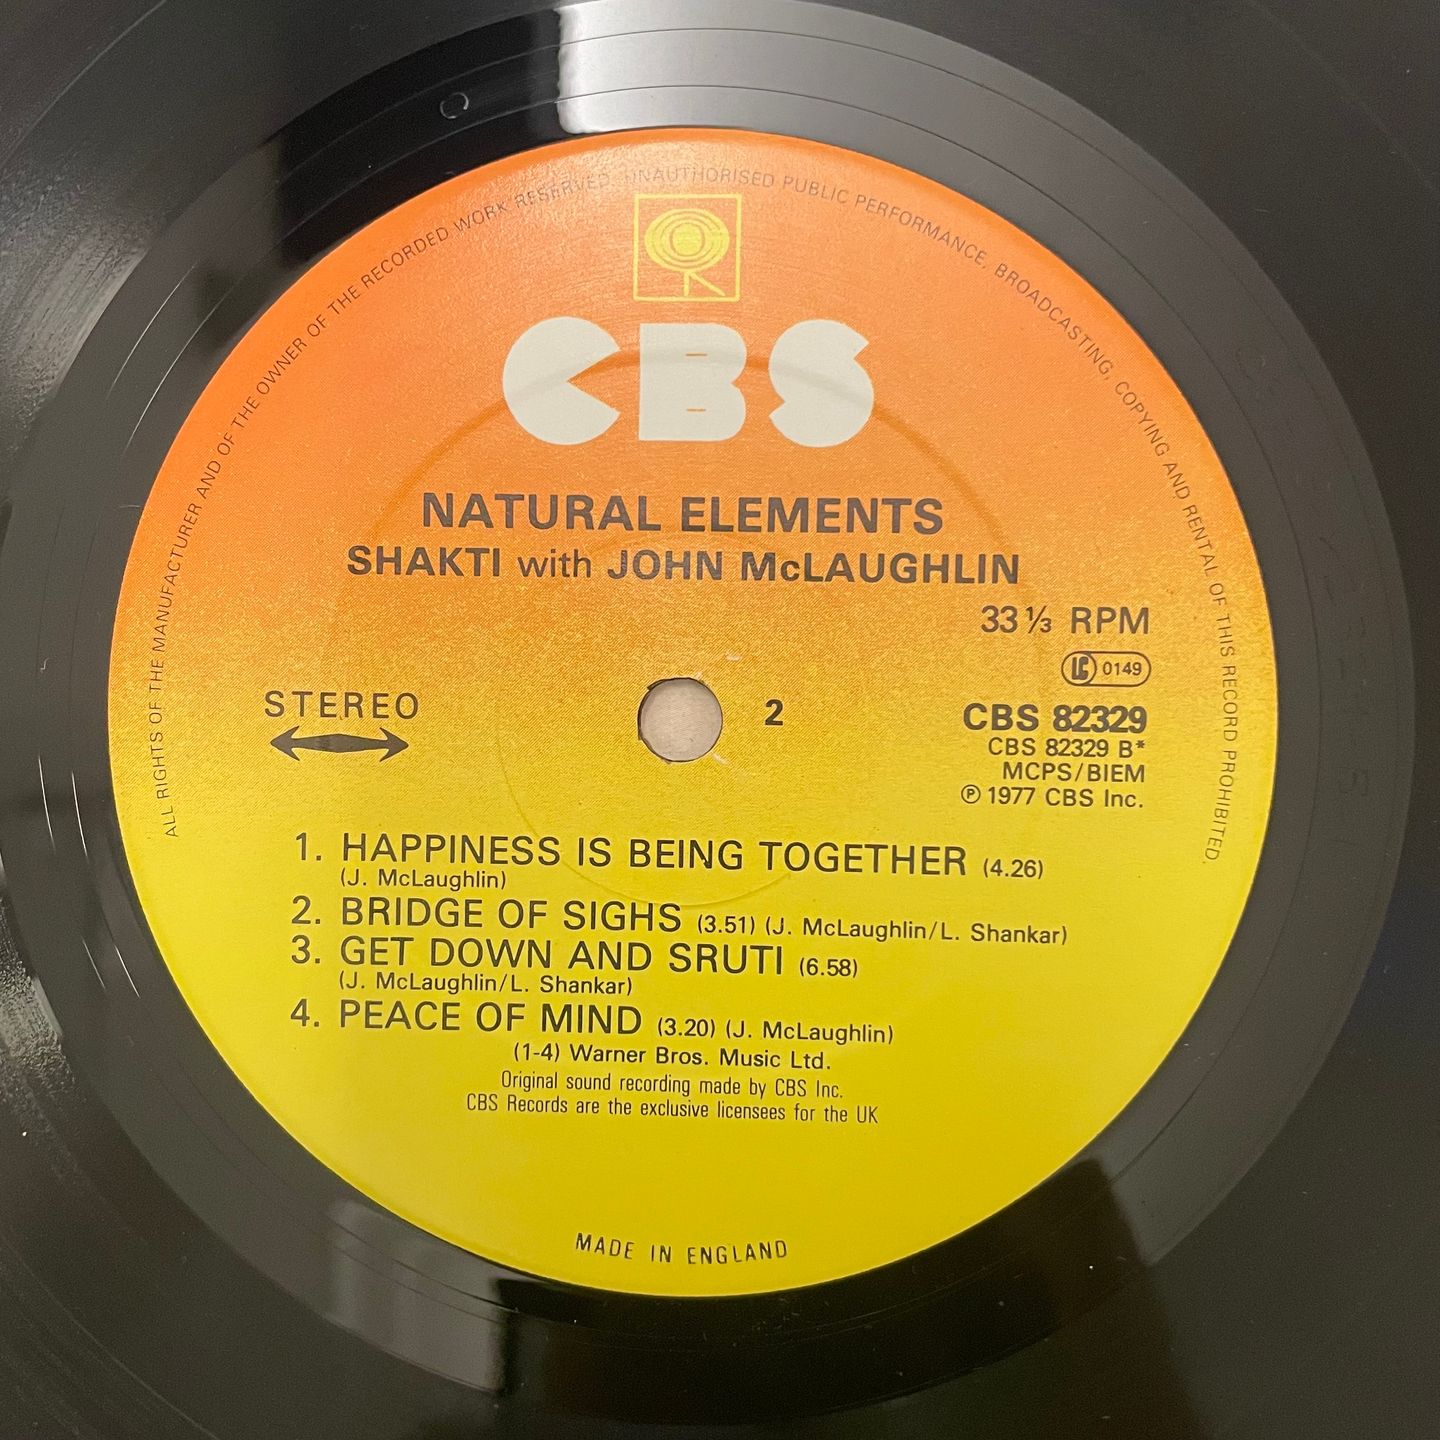 ALL RIGHTS OF THE MANUFACTURER AND OF THE OWNER OF THE RECORDED WORK RESERVED. UNAUTHORISED PUBLIC PERFORMANCE, BROADCASTING, COPYING AND RENTAL OF THIS RECORD PROHIBITED.
CBS
NATURAL ELEMENTS
SHAKTI with JOHN McLAUGHLIN
33 ⅓ RPM
LC 0149
STEREO
2
CBS 82329
CBS 82329 B*
MCPS/BIEM
℗ 1977 CBS Inc.
1. HAPPINESS IS BEING TOGETHER (4.26)
(J. McLaughlin)
2. BRIDGE OF SIGHS (3.51) (J. McLaughlin/L. Shankar)
3. GET DOWN AND SRUTI (6.58)
(J. McLaughlin/L. Shankar)
4. PEACE OF MIND (3.20) (J. McLaughlin)
(1-4) Warner Bros. Music Ltd.
Original sound recording made by CBS Inc.
CBS Records are the exclusive licensees for the UK
MADE IN ENGLAND